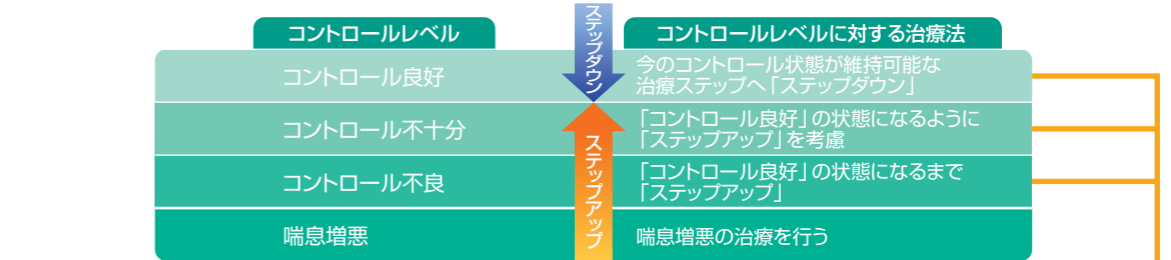 コントロールレベル
ステップダウン
コントロールレベルに対する治療法
コントロール良好
今のコントロール状態が維持可能な
治療ステップへ「ステップダウン」
コントロール不十分
「コントロール良好」の状態になるように
「ステップアップ」を考慮
ステップアップ
コントロール不良
「コントロール良好」の状態になるまで
「ステップアップ」
喘息増悪
喘息増悪の治療を行う